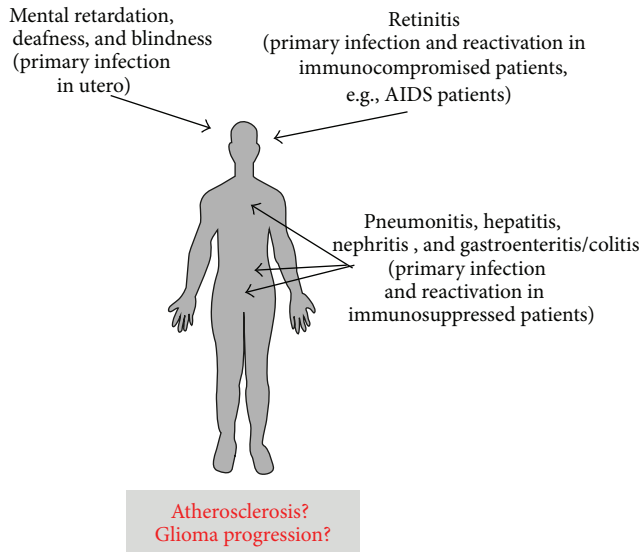 Mental retardation,
deafness, and blindness
(primary infection
in utero)
Retinitis
(primary infection and reactivation in
immunocompromised patients,
e.g., AIDS patients)
Pneumonitis, hepatitis,
nephritis , and gastroenteritis/colitis
(primary infection
and reactivation in
immunosuppressed patients)
Atherosclerosis?
Glioma progression?